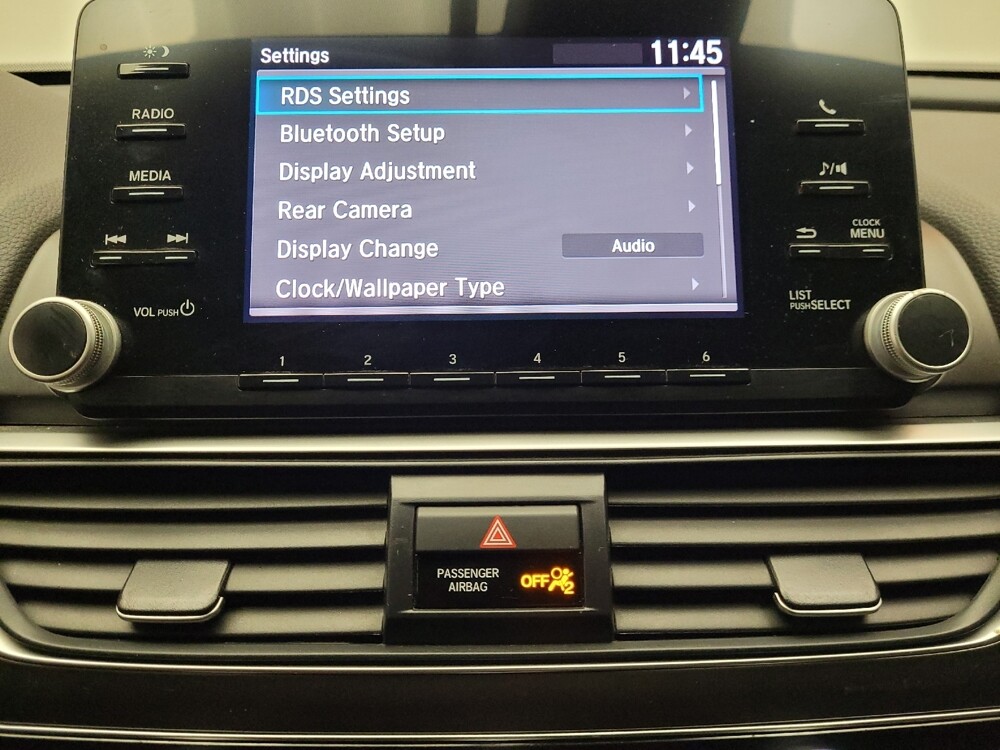 Settings 11:45
RDS Settings
Bluetooth Setup
Display Adjustment
Rear Camera
Display Change Audio
Clock/Wallpaper Type
RADIO
MEDIA
VOL PUSH
CLOCK
MENU
LIST
PUSH SELECT
1 2 3 4 5 6
PASSENGER
AIRBAG
OFF 2